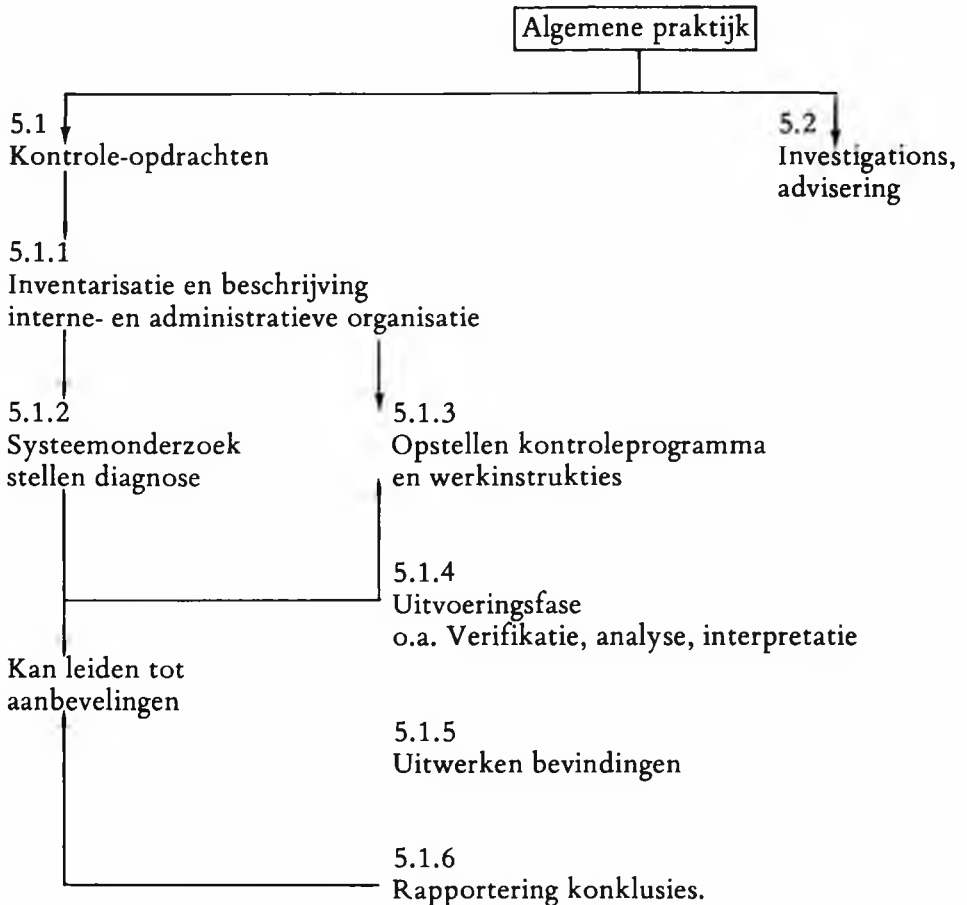 Algemene praktijk
5.1
Kontrole-opdrachten
5.2
Investigations,
advisering
5.1.1
Inventarisatie en beschrijving
interne- en administratieve organisatie
5.1.2
Systeemonderzoek
stellen diagnose
5.1.3
Opstellen kontroleprogramma
en werkinstrukties
5.1.4
Uitvoeringsfase
o.a. Verifikatie, analyse, interpretatie
Kan leiden tot
aanbevelingen
5.1.5
Uitwerken bevindingen
5.1.6
Rapportering konklusies.